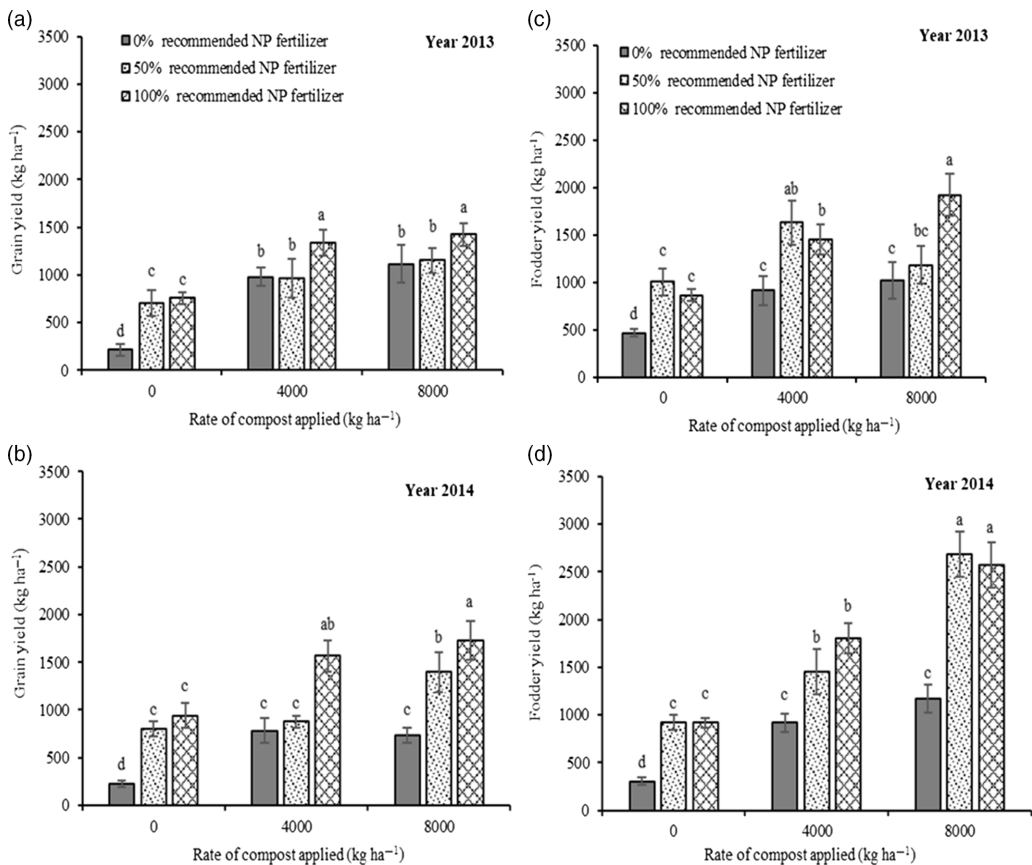 (a)
3500
3000
2500
2000
1500
1000
500
0
Grain yield (kg ha⁻¹)
0% recommended NP fertilizer
50% recommended NP fertilizer
100% recommended NP fertilizer
Year 2013
d
c
c
b
b
a
b
b
a
0
4000
8000
Rate of compost applied (kg ha⁻¹)
(c)
3500
3000
2500
2000
1500
1000
500
0
Fodder yield (kg ha⁻¹)
Year 2013
0% recommended NP fertilizer
50% recommended NP fertilizer
100% recommended NP fertilizer
d
c
c
c
ab
b
c
bc
a
0
4000
8000
Rate of compost applied (kg ha⁻¹)
(b)
3500
3000
2500
2000
1500
1000
500
0
Grain yield (kg ha⁻¹)
Year 2014
d
c
c
c
c
ab
c
b
a
0
4000
8000
Rate of compost applied (kg ha⁻¹)
(d)
3500
3000
2500
2000
1500
1000
500
0
Fodder yield (kg ha⁻¹)
Year 2014
d
c
c
c
b
b
c
a
a
0
4000
8000
Rate of compost applied (kg ha⁻¹)